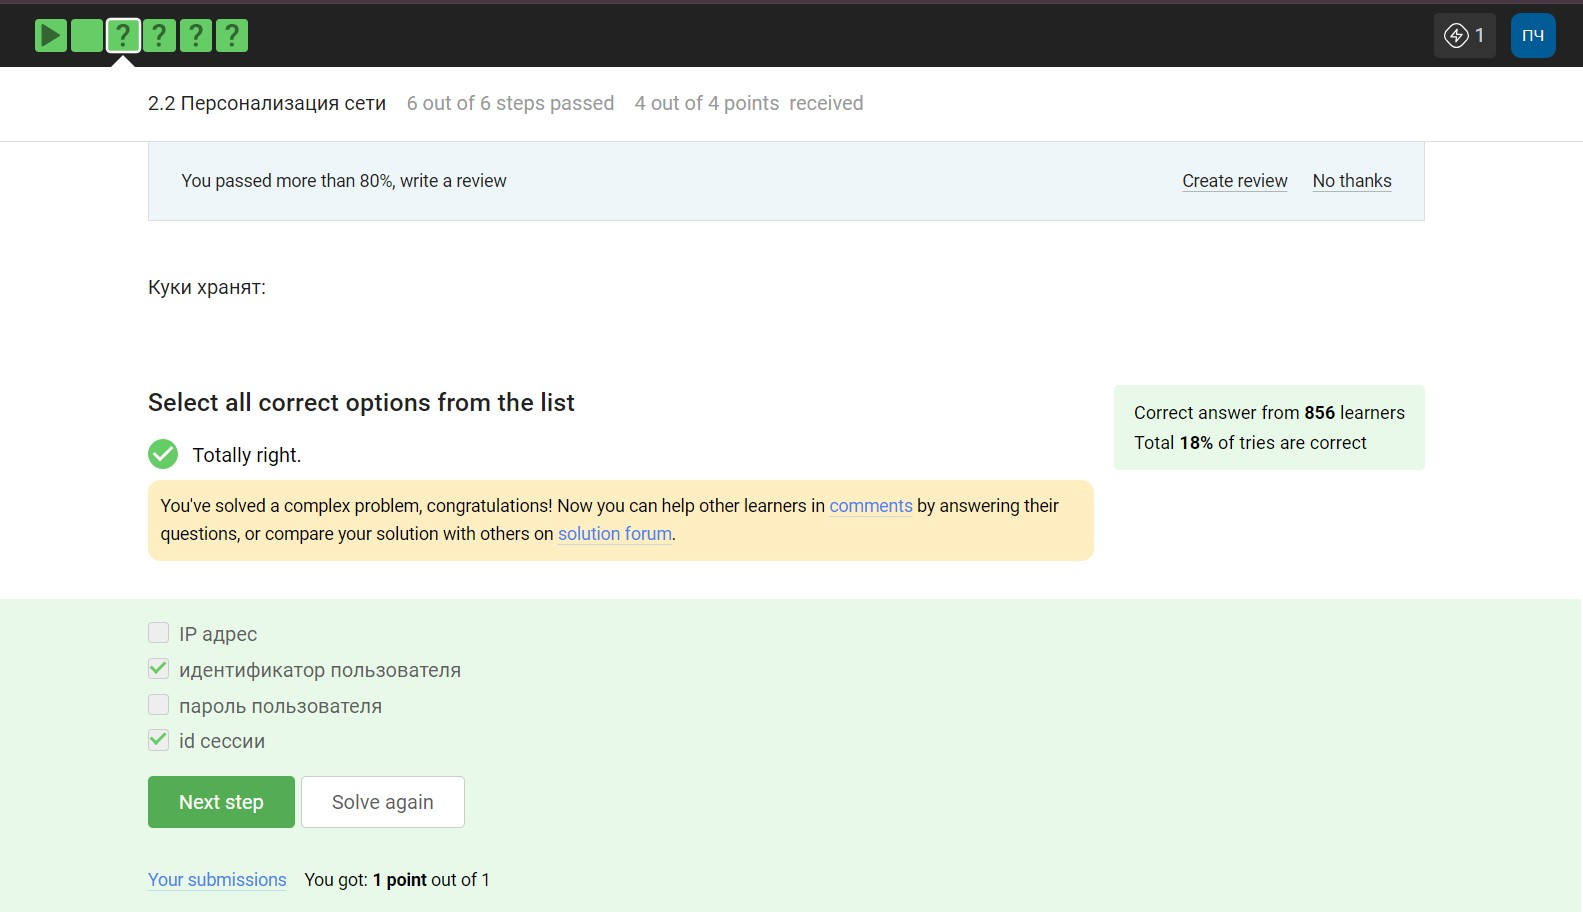 ? ? ? ?
1
ПЧ
2.2 Персонализация сети 6 out of 6 steps passed 4 out of 4 points received
You passed more than 80%, write a review
Create review No thanks
Куки хранят:
Select all correct options from the list
Correct answer from 856 learners
Total 18% of tries are correct
Totally right.
You've solved a complex problem, congratulations! Now you can help other learners in comments by answering their
questions, or compare your solution with others on solution forum.
IP адрес
идентификатор пользователя
пароль пользователя
id сессии
Next step Solve again
Your submissions You got: 1 point out of 1